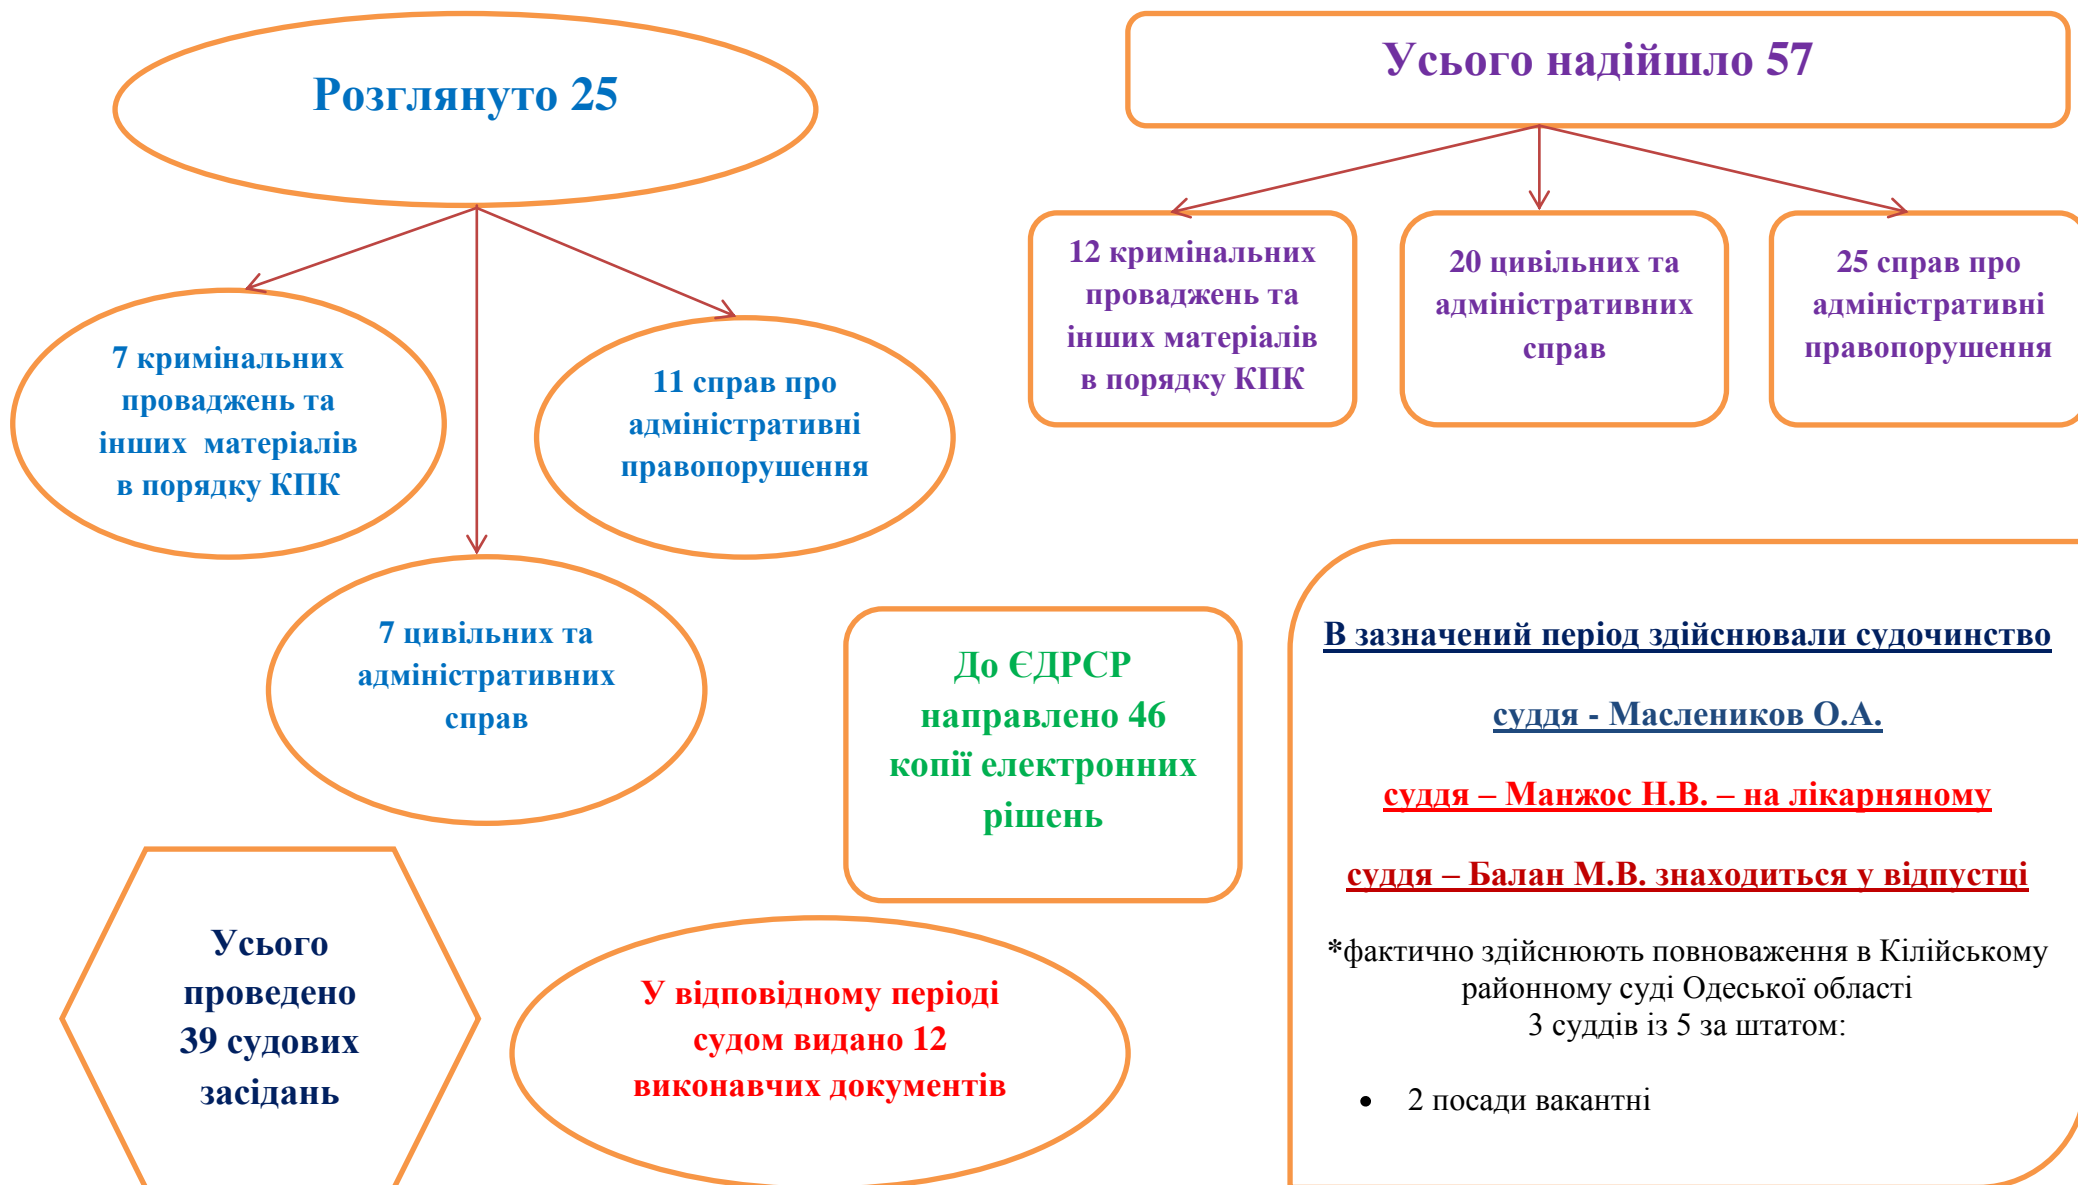 Розглянуто 25
7 кримінальних
проваджень та
інших  матеріалів
в порядку КПК
11 справ про
адміністративні
правопорушення
7 цивільних та
адміністративних
справ
Усього надійшло 57
12 кримінальних
проваджень та
інших матеріалів
в порядку КПК
20 цивільних та
адміністративних
справ
25 справ про
адміністративні
правопорушення
До ЄДРСР
направлено 46
копії електронних
рішень
Усього
проведено
39 судових
засідань
У відповідному періоді
судом видано 12
виконавчих документів
В зазначений період здійснювали судочинство
суддя - Маслеников О.А.
суддя – Манжос Н.В. – на лікарняному
суддя – Балан М.В. знаходиться у відпустці
*фактично здійснюють повноваження в Кілійському
районному суді Одеської області
3 суддів із 5 за штатом:
• 2 посади вакантні